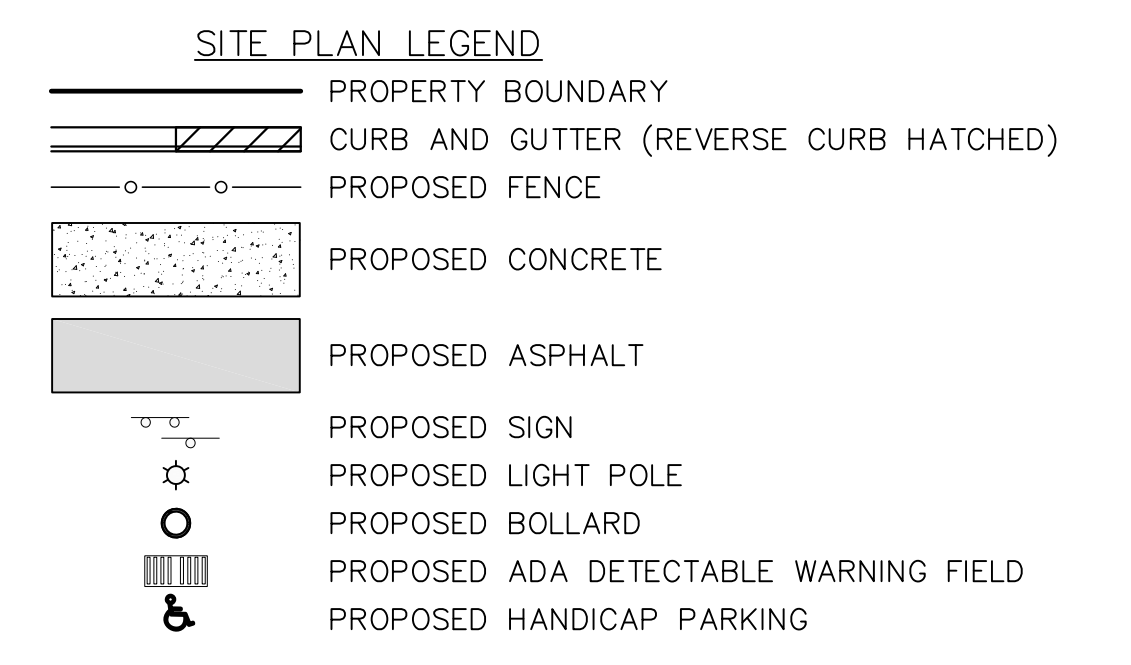 SITE PLAN LEGEND
PROPERTY BOUNDARY
CURB AND GUTTER (REVERSE CURB HATCHED)
PROPOSED FENCE
PROPOSED CONCRETE
PROPOSED ASPHALT
PROPOSED SIGN
PROPOSED LIGHT POLE
PROPOSED BOLLARD
PROPOSED ADA DETECTABLE WARNING FIELD
PROPOSED HANDICAP PARKING